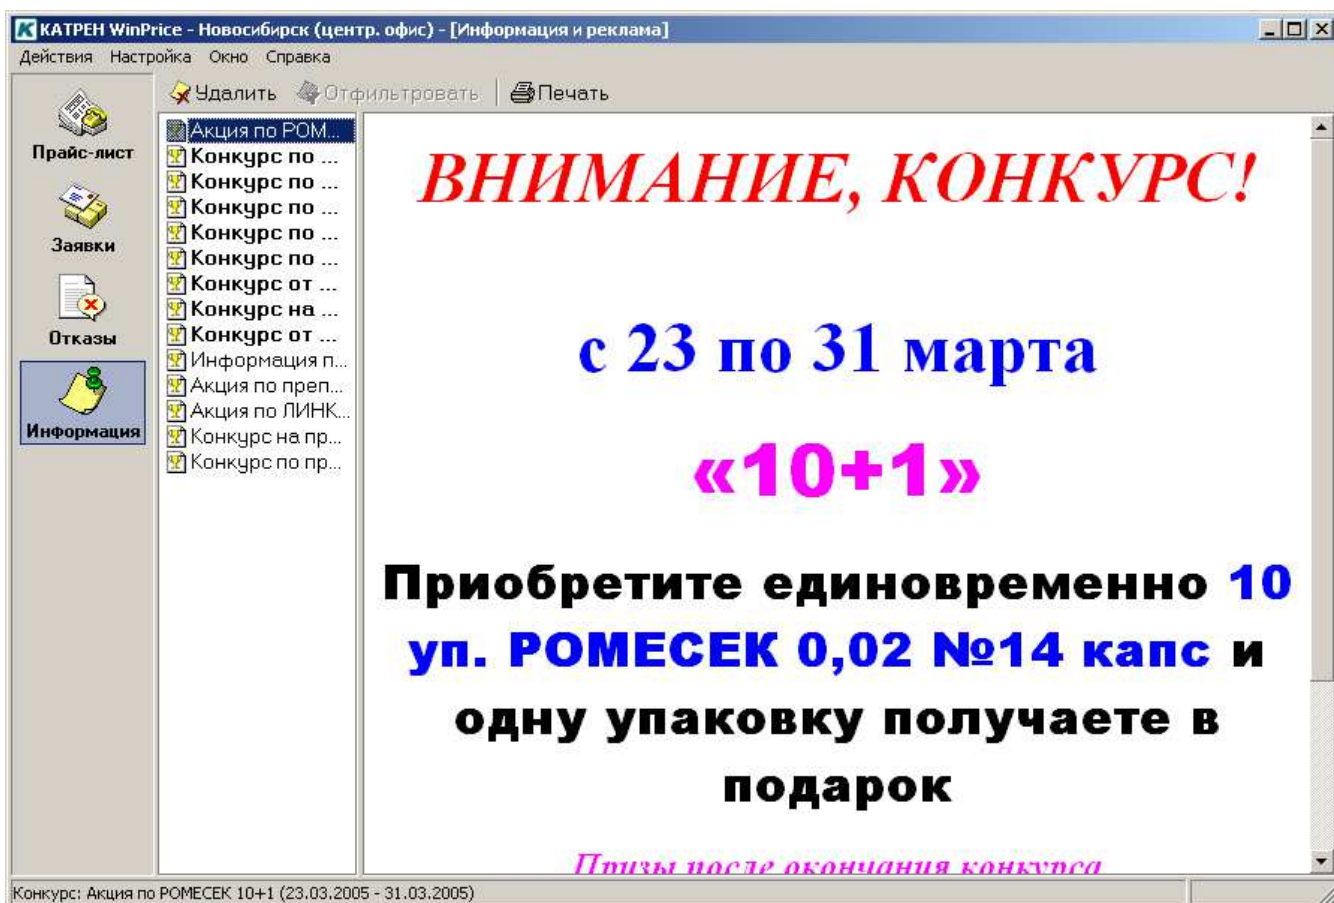 КАТРЕН WinPrice - Новосибирск (центр. офис) - [Информация и реклама]
Действия Настройка Окно Справка
Удалить Отфильтровать Печать
Прайс-лист
Заявки
Отказы
Информация
Акция по РОМ...
Конкурс по ...
Конкурс по ...
Конкурс по ...
Конкурс по ...
Конкурс по ...
Конкурс от ...
Конкурс на ...
Конкурс от ...
Информация п...
Акция по преп...
Акция по ЛИНК...
Конкурс на пр...
Конкурс по пр...
ВНИМАНИЕ, КОНКУРС!
с 23 по 31 марта
«10+1»
Приобретите единовременно 10
уп. РОМЕСЕК 0,02 №14 капс и
одну упаковку получаете в
подарок
Призы после окончания конкурса
Конкурс: Акция по РОМЕСЕК 10+1 (23.03.2005 - 31.03.2005)